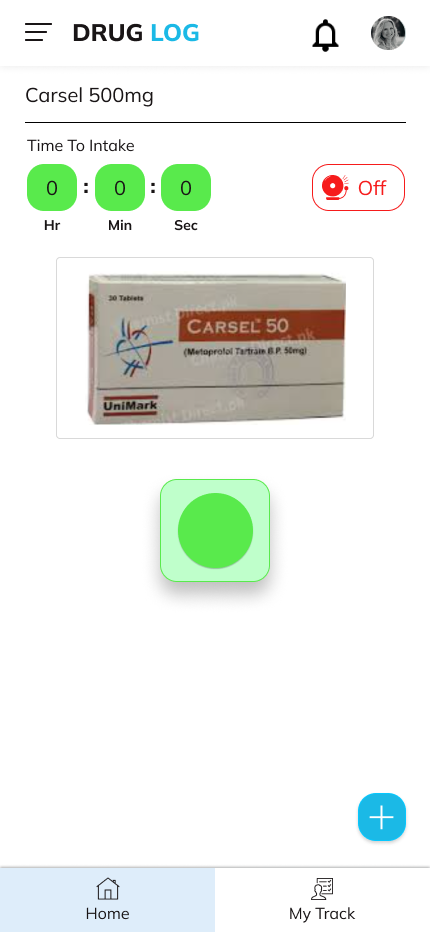 DRUG LOG
Carsel 500mg
Time To Intake
0 : 0 : 0
Off
Hr Min Sec
30 Tablets
CARSEL™ 50
(Metoprolol Tartrate B.P. 50mg)
UniMark
Home
My Track